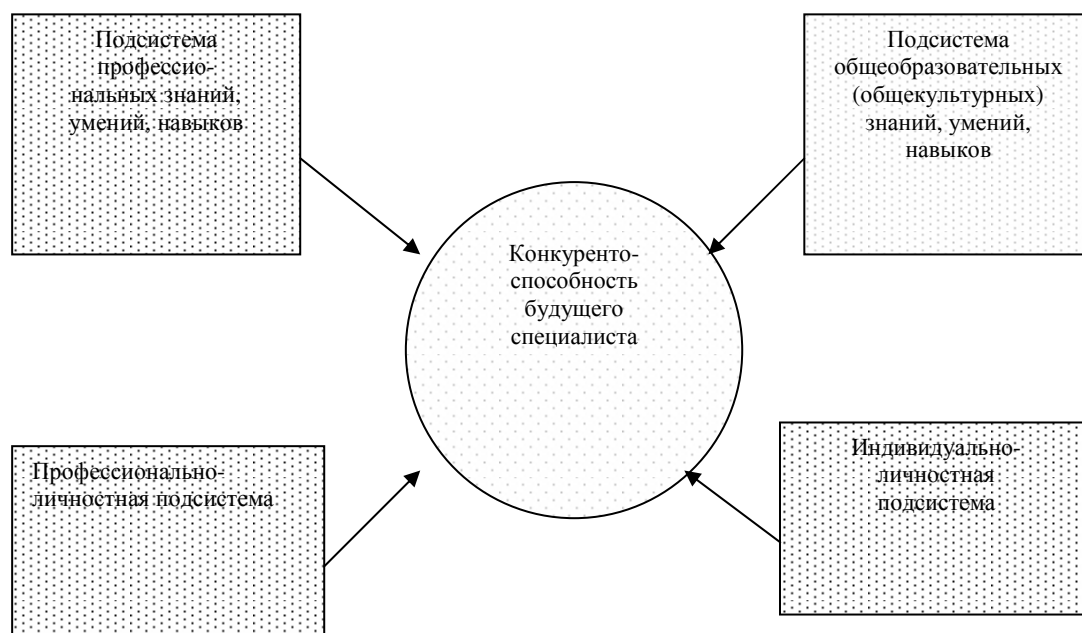 Подсистема
профессио-
нальных знаний,
умений, навыков
Подсистема
общеобразовательных
(общекультурных)
знаний, умений,
навыков
Конкуренто-
способность
будущего
специалиста
Профессионально-
личностная подсистема
Индивидуально-
личностная
подсистема